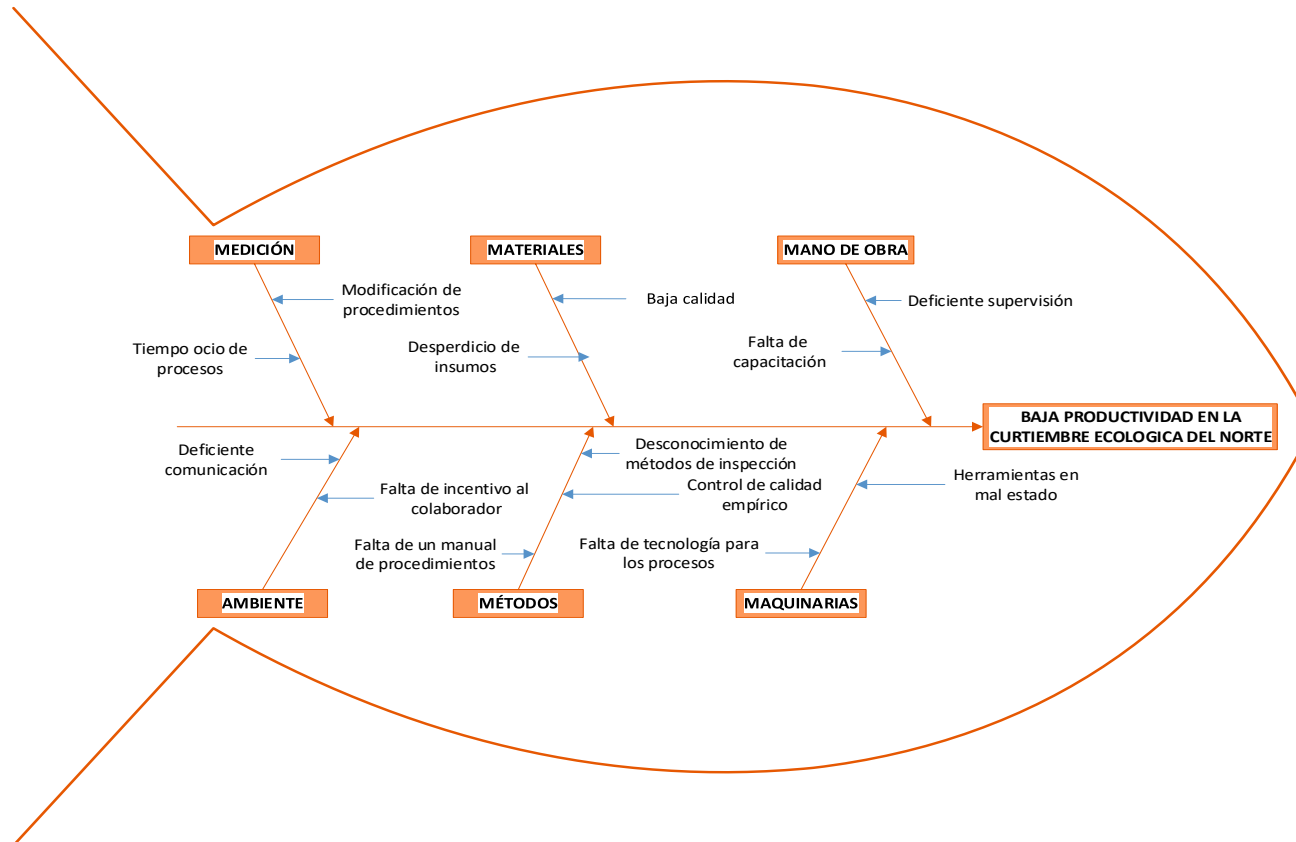 MEDICIÓN
MATERIALES
MANO DE OBRA
Modificación de
procedimientos
Baja calidad
Deficiente supervisión
Tiempo ocio de
procesos
Desperdicio de
insumos
Falta de
capacitación
BAJA PRODUCTIVIDAD EN LA
CURTIEMBRE ECOLOGICA DEL NORTE
Deficiente
comunicación
Desconocimiento de
métodos de inspección
Falta de incentivo al
colaborador
Control de calidad
empírico
Herramientas en
mal estado
Falta de un manual
de procedimientos
Falta de tecnología para
los procesos
AMBIENTE
MÉTODOS
MAQUINARIAS